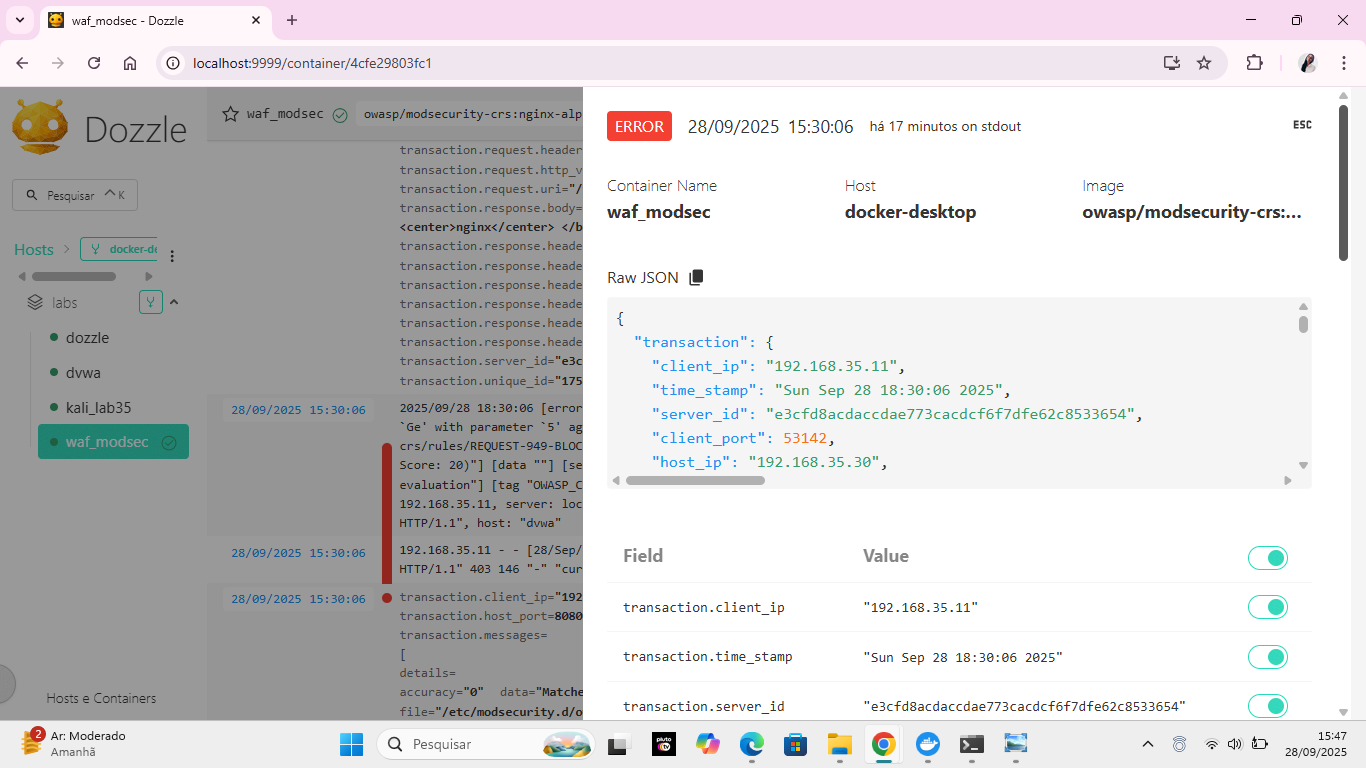 waf_modsec - Dozzle
localhost:9999/container/4cfe29803fc1
Dozzle
Pesquisar ^ K
Hosts
docker-de
labs
dozzle
dvwa
kali_lab35
waf_modsec
Hosts e Containers
waf_modsec
owasp/modsecurity-crs:nginx-alp
transaction.request.header
transaction.request.http_v
transaction.request.uri="/
transaction.response.body=
<center>nginx</center> </b
transaction.response.heade
transaction.response.heade
transaction.response.heade
transaction.response.heade
transaction.response.heade
transaction.response.heade
transaction.server_id="e3c
transaction.unique_id="175
28/09/2025 15:30:06
2025/09/28 18:30:06 [error
`Ge' with parameter `5' ag
crs/rules/REQUEST-949-BLOC
Score: 20)"] [data ""] [se
evaluation"] [tag "OWASP_C
192.168.35.11, server: loc
HTTP/1.1", host: "dvwa"
28/09/2025 15:30:06
192.168.35.11 - - [28/Sep/
HTTP/1.1" 403 146 "-" "cur
28/09/2025 15:30:06
transaction.client_ip="192
transaction.host_port=8080
transaction.messages=
[
details=
accuracy="0" data="Matche
file="/etc/modsecurity.d/o
ERROR 28/09/2025 15:30:06 há 17 minutos on stdout
ESC
Container Name
waf_modsec
Host
docker-desktop
Image
owasp/modsecurity-crs:...
Raw JSON
{
"transaction": {
"client_ip": "192.168.35.11",
"time_stamp": "Sun Sep 28 18:30:06 2025",
"server_id": "e3cfd8acdaccdae773cacdcf6f7dfe62c8533654",
"client_port": 53142,
"host_ip": "192.168.35.30",
Field Value
transaction.client_ip "192.168.35.11"
transaction.time_stamp "Sun Sep 28 18:30:06 2025"
transaction.server_id "e3cfd8acdaccdae773cacdcf6f7dfe62c8533654"
2
Ar: Moderado
Amanhã
Pesquisar
pluto tv
15:47
28/09/2025